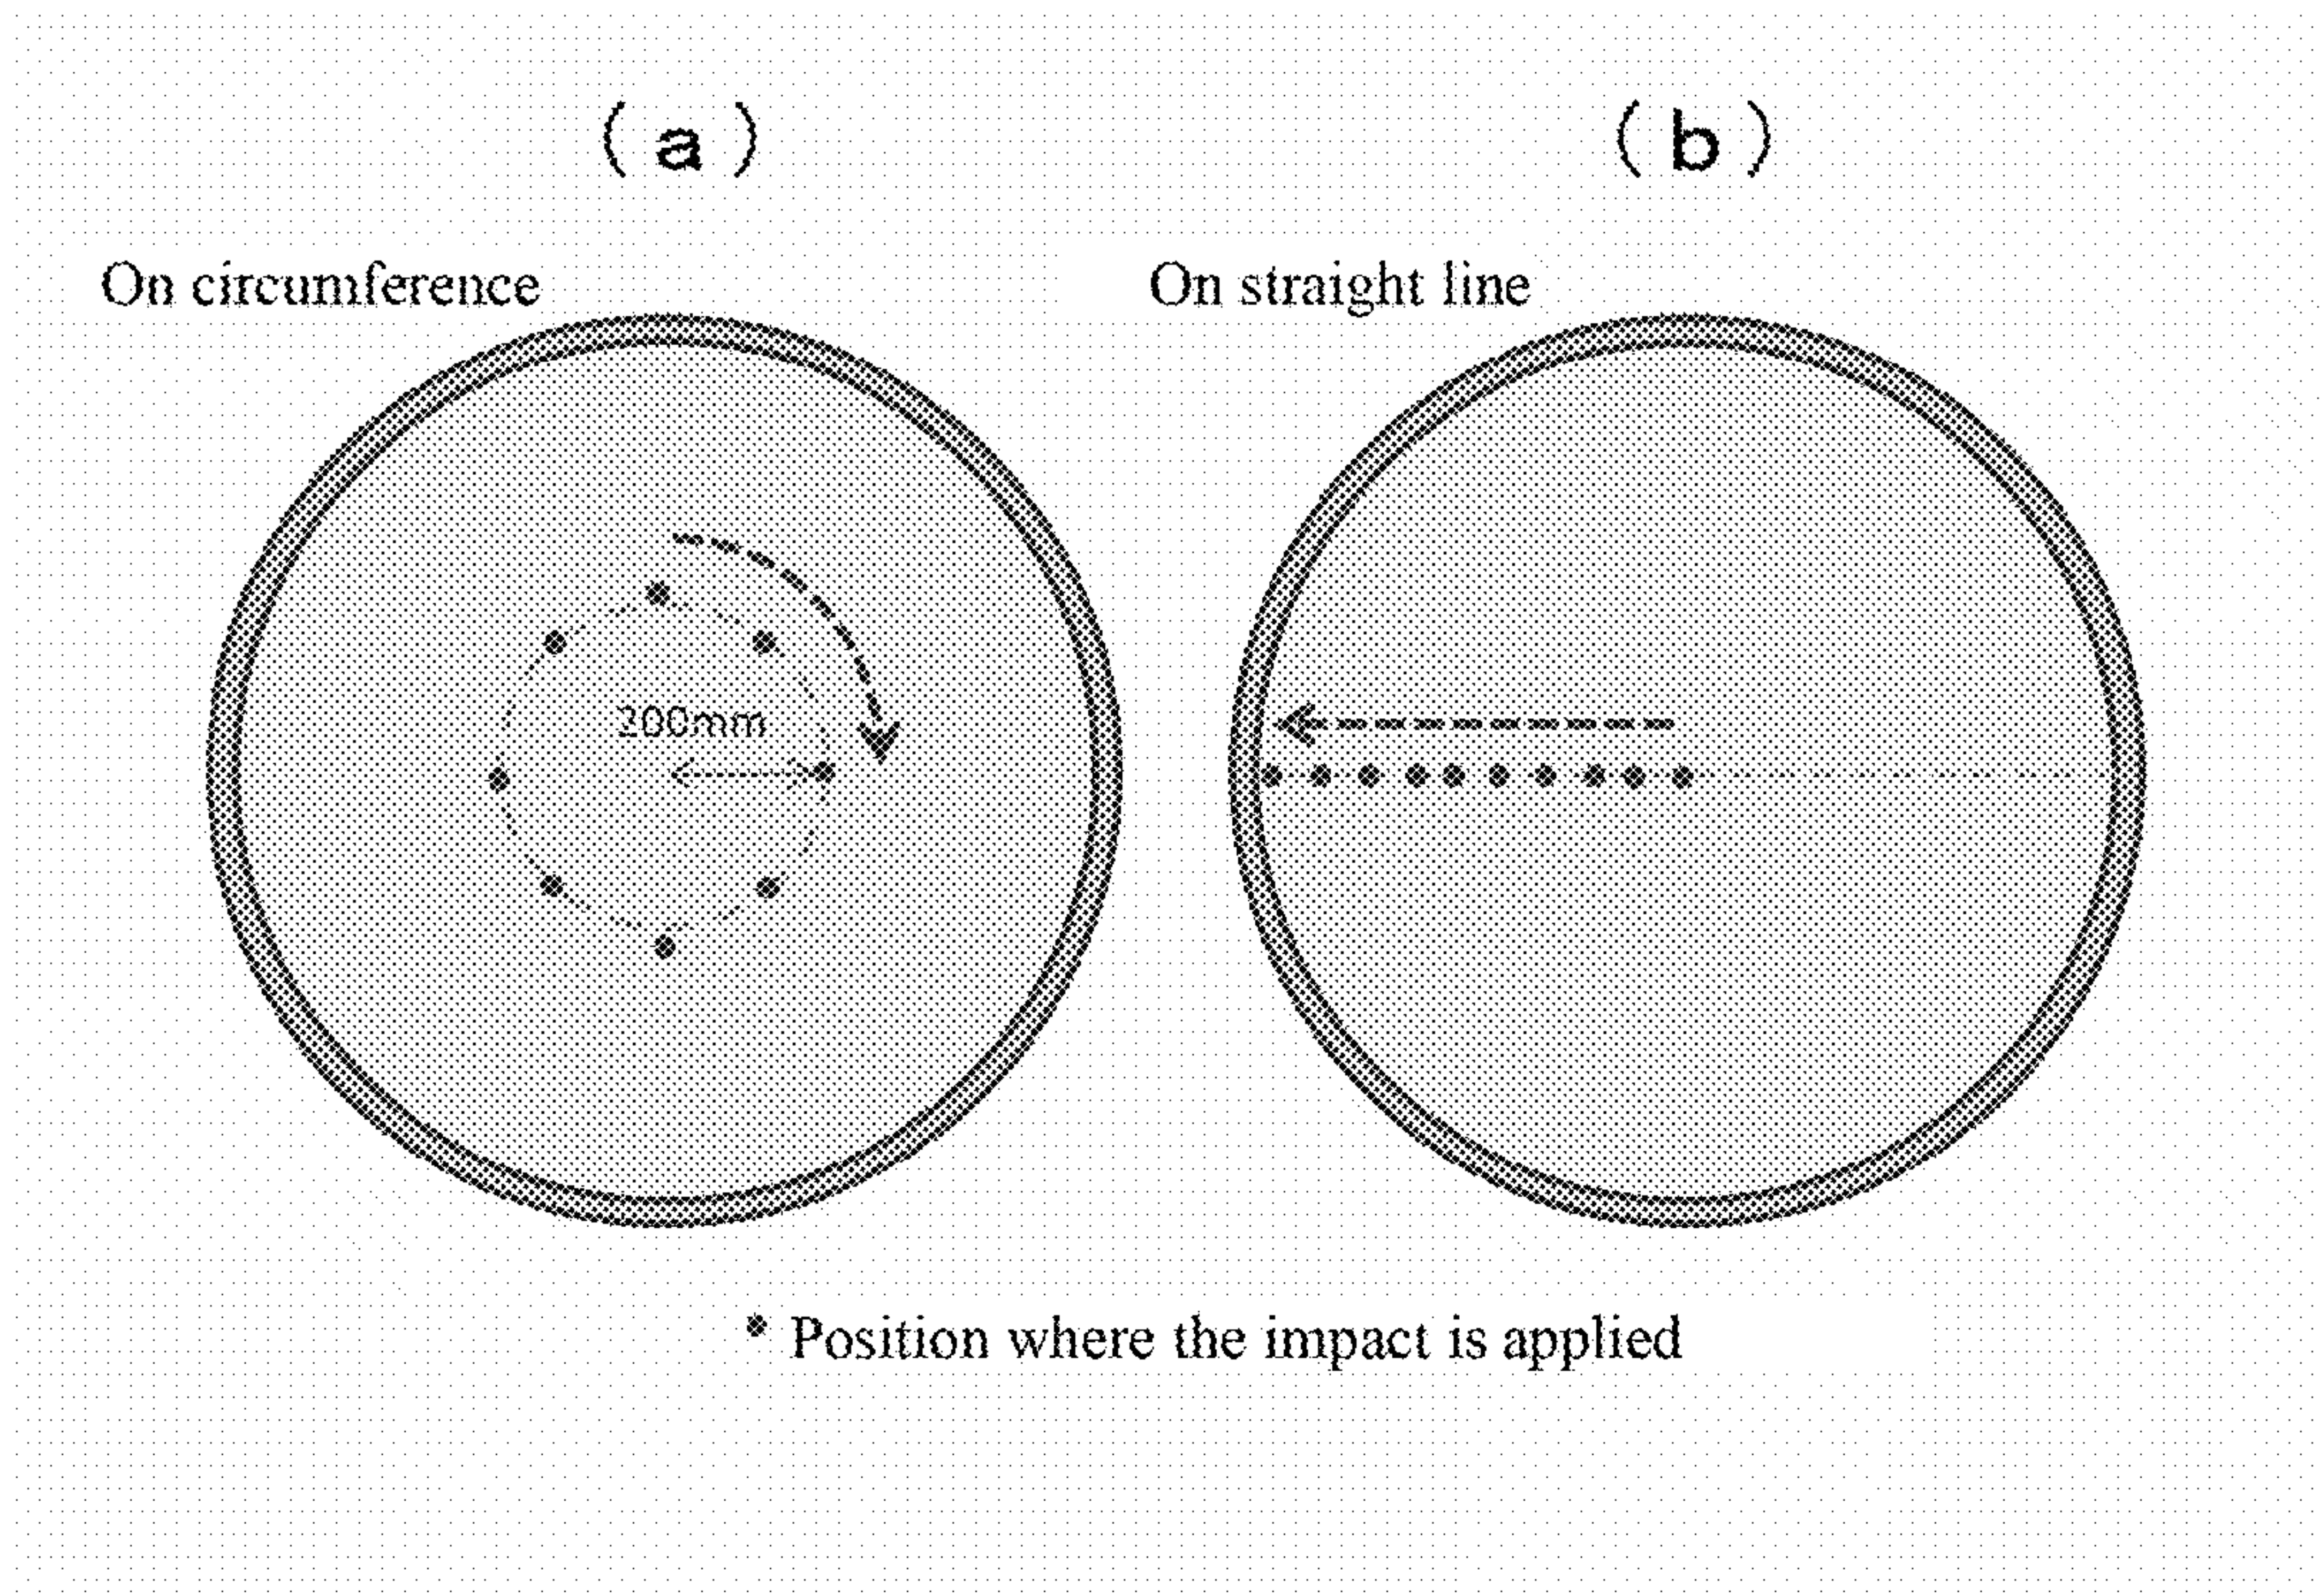 (a)
(b)
On circumference
On straight line
200mm
Position where the impact is applied